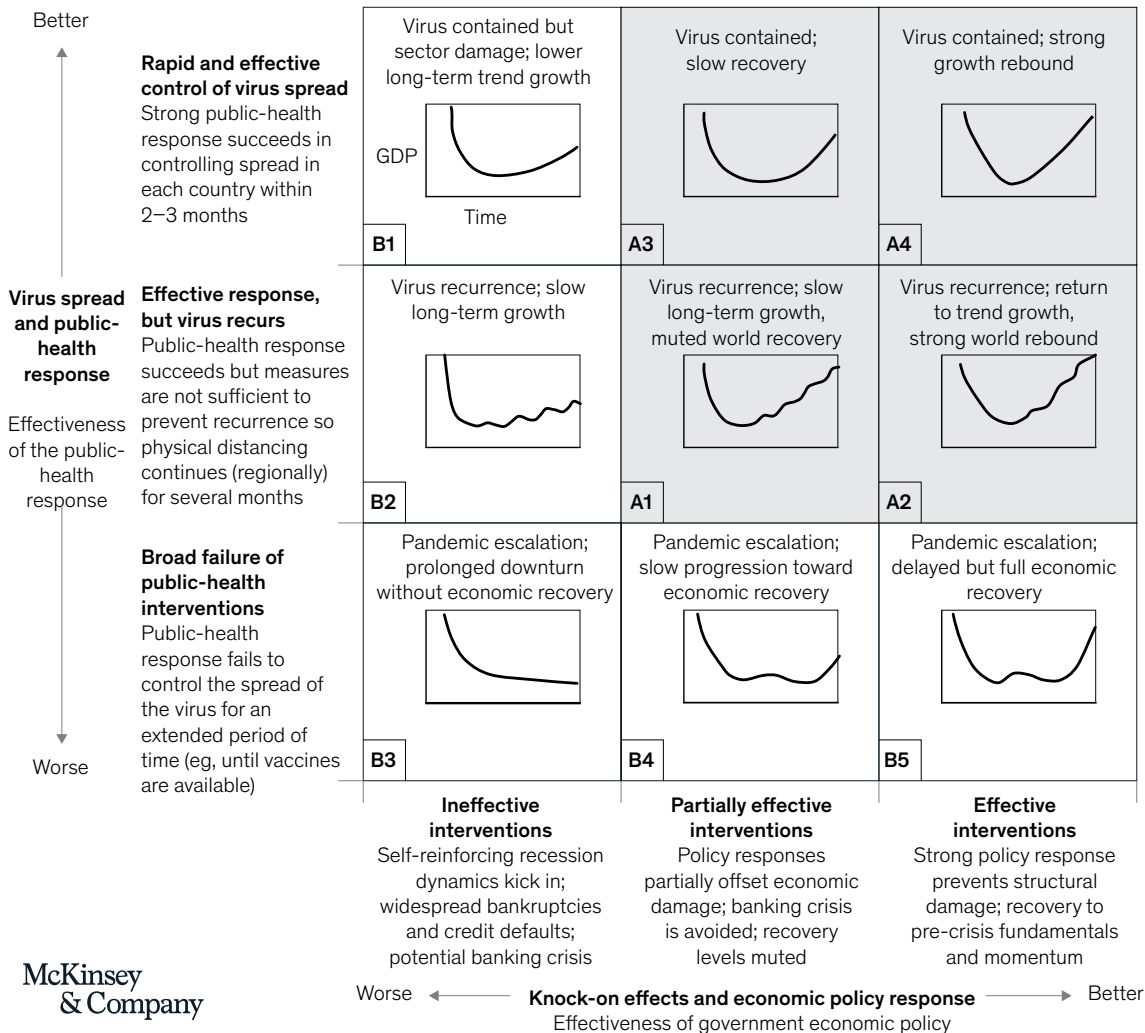 Better
Rapid and effective
control of virus spread
Strong public-health
response succeeds in
controlling spread in
each country within
2–3 months
Virus contained but
sector damage; lower
long-term trend growth
GDP
Time
B1
Virus contained;
slow recovery
A3
Virus contained; strong
growth rebound
A4
Virus spread
and public-
health
response
Effectiveness
of the public-
health
response
Effective response,
but virus recurs
Public-health response
succeeds but measures
are not sufficient to
prevent recurrence so
physical distancing
continues (regionally)
for several months
Virus recurrence; slow
long-term growth
B2
Virus recurrence; slow
long-term growth,
muted world recovery
A1
Virus recurrence; return
to trend growth,
strong world rebound
A2
Broad failure of
public-health
interventions
Public-health
response fails to
control the spread of
the virus for an
extended period of
time (eg, until vaccines
are available)
Worse
Pandemic escalation;
prolonged downturn
without economic recovery
B3
Pandemic escalation;
slow progression toward
economic recovery
B4
Pandemic escalation;
delayed but full economic
recovery
B5
Ineffective
interventions
Self-reinforcing recession
dynamics kick in;
widespread bankruptcies
and credit defaults;
potential banking crisis
Partially effective
interventions
Policy responses
partially offset economic
damage; banking crisis
is avoided; recovery
levels muted
Effective
interventions
Strong policy response
prevents structural
damage; recovery to
pre-crisis fundamentals
and momentum
McKinsey
& Company
Worse
Knock-on effects and economic policy response
Better
Effectiveness of government economic policy